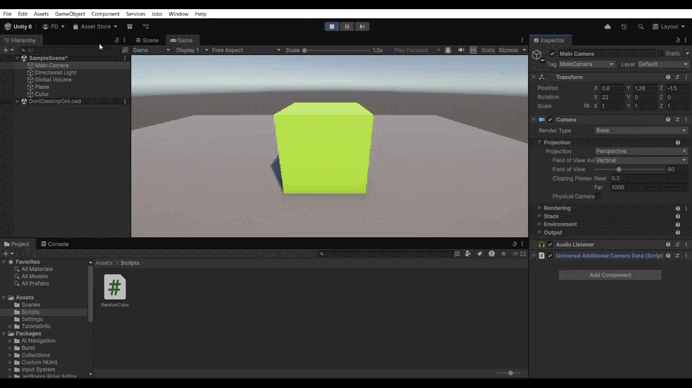 File Edit Assets GameObject Component Services Jobs Window Help
Unity 6 PD Asset Store Layout
Hierarchy Scene Game Inspector
All Game Display 1 Free Aspect Scale 1.3x Play Focused Stats Gizmos Main Camera Static
SampleScene* Tag MainCamera Layer Default
Main Camera
Directional Light Transform
Global Volume Position X 0.6 Y 1.26 Z -1.5
Plane Rotation X 22 Y 0 Z 0
Cube Scale X 1 Y 1 Z 1
DontDestroyOnLoad
Camera
Render Type Base
Projection
Projection Perspective
Field of View Axi Vertical
Field of View 60
Clipping Planes Near 0.3
Far 1000
Physical Camera
Rendering
Stack
Environment
Output
Project Console Audio Listener
22
Favorites Assets > Scripts Universal Additional Camera Data (Script
All Materials
All Models Add Component
All Prefabs
Assets
Scenes
Scripts RandomColor
Settings
TutorialInfo
Packages
AI Navigation
Burst
Collections
Custom NUnit
Input System
JetBrains Rider Editor